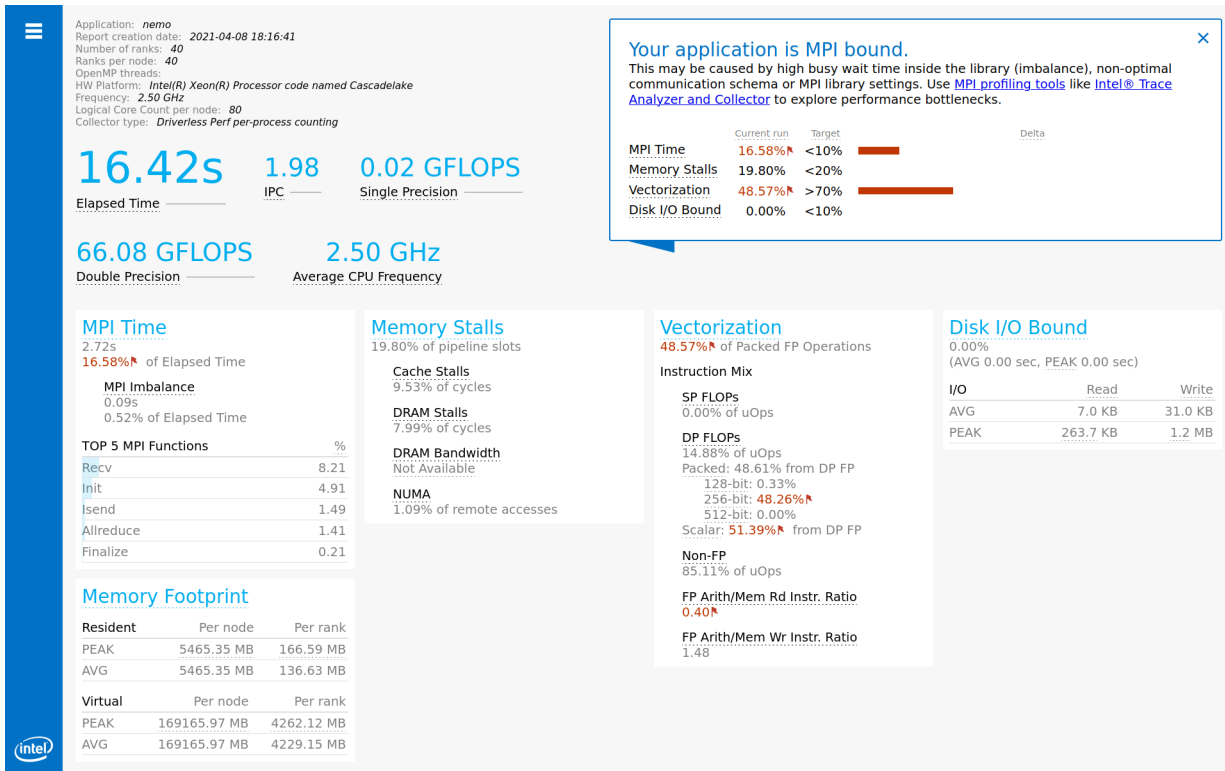 Application: nemo
Report creation date: 2021-04-08 18:16:41
Number of ranks: 40
Ranks per node: 40
OpenMP threads:
HW Platform: Intel(R) Xeon(R) Processor code named Cascadelake
Frequency: 2.50 GHz
Logical Core Count per node: 80
Collector type: Driverless Perf per-process counting
16.42s
Elapsed Time
1.98
IPC
0.02 GFLOPS
Single Precision
66.08 GFLOPS
Double Precision
2.50 GHz
Average CPU Frequency
Your application is MPI bound.
This may be caused by high busy wait time inside the library (imbalance), non-optimal
communication schema or MPI library settings. Use MPI profiling tools like Intel® Trace
Analyzer and Collector to explore performance bottlenecks.
Current run Target Delta
MPI Time 16.58% <10%
Memory Stalls 19.80% <20%
Vectorization 48.57% >70%
Disk I/O Bound 0.00% <10%
MPI Time
2.72s
16.58% of Elapsed Time
MPI Imbalance
0.09s
0.52% of Elapsed Time
TOP 5 MPI Functions %
Recv 8.21
Init 4.91
Isend 1.49
Allreduce 1.41
Finalize 0.21
Memory Footprint
Resident Per node Per rank
PEAK 5465.35 MB 166.59 MB
AVG 5465.35 MB 136.63 MB
Virtual Per node Per rank
PEAK 169165.97 MB 4262.12 MB
AVG 169165.97 MB 4229.15 MB
Memory Stalls
19.80% of pipeline slots
Cache Stalls
9.53% of cycles
DRAM Stalls
7.99% of cycles
DRAM Bandwidth
Not Available
NUMA
1.09% of remote accesses
Vectorization
48.57% of Packed FP Operations
Instruction Mix
SP FLOPs
0.00% of uOps
DP FLOPs
14.88% of uOps
Packed: 48.61% from DP FP
128-bit: 0.33%
256-bit: 48.26%
512-bit: 0.00%
Scalar: 51.39% from DP FP
Non-FP
85.11% of uOps
FP Arith/Mem Rd Instr. Ratio
0.40
FP Arith/Mem Wr Instr. Ratio
1.48
Disk I/O Bound
0.00%
(AVG 0.00 sec, PEAK 0.00 sec)
I/O Read Write
AVG 7.0 KB 31.0 KB
PEAK 263.7 KB 1.2 MB
intel